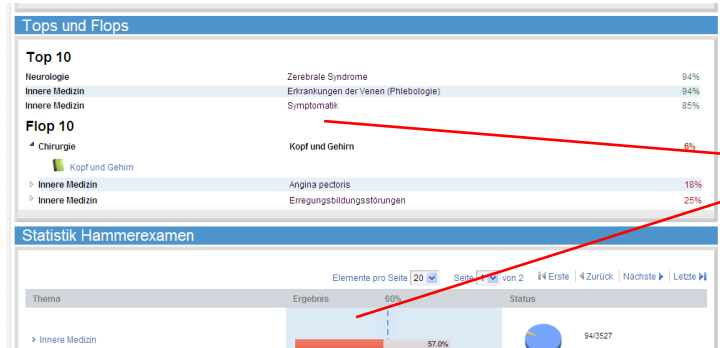 Tops und Flops
Top 10
Neurologie Zerebrale Syndrome 94%
Innere Medizin Erkrankungen der Venen (Phlebologie) 94%
Innere Medizin Symptomatik 85%
Flop 10
Chirurgie Kopf und Gehirn 6%
Kopf und Gehirn
Innere Medizin Angina pectoris 18%
Innere Medizin Erregungsbildungsstörungen 25%
Statistik Hammerexamen
Elemente pro Seite 20 Seite 1 von 2 Erste Zurück Nächste Letzte
Thema Ergebnis 60% Status
Innere Medizin 57.0% 94/3527